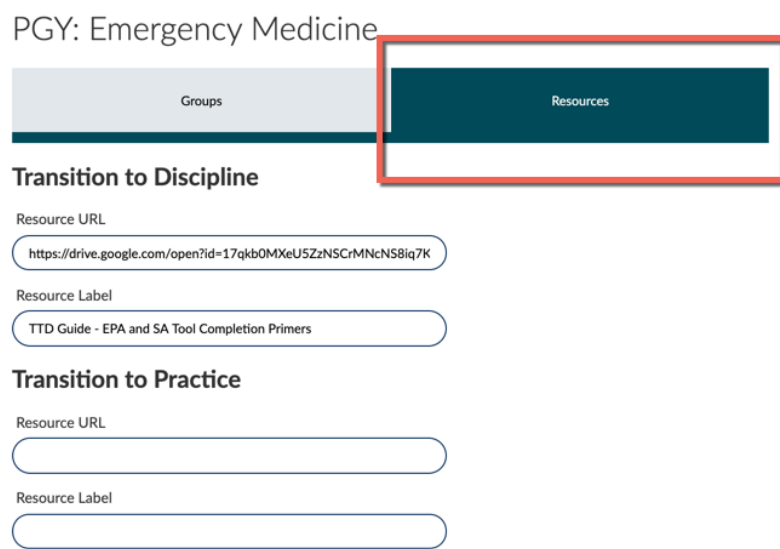 PGY: Emergency Medicine
Groups
Resources
Transition to Discipline
Resource URL
https://drive.google.com/open?id=17qkb0MXeU5ZzNSCrMNcNS8iq7K
Resource Label
TTD Guide - EPA and SA Tool Completion Primers
Transition to Practice
Resource URL
Resource Label